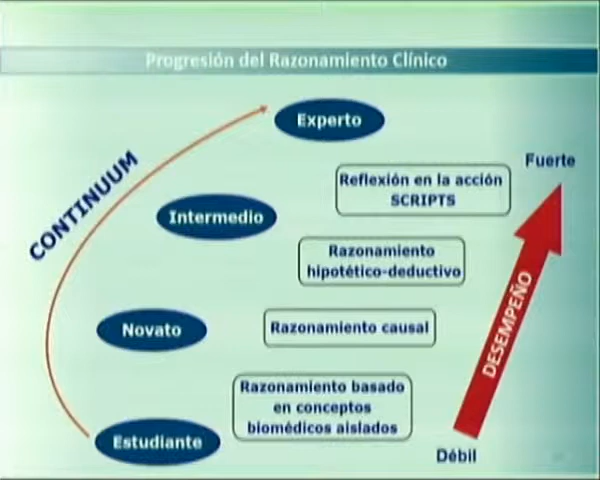 Progresión del Razonamiento Clínico
Experto
Fuerte
CONTINUUM
Reflexión en la acción
SCRIPTS
Intermedio
Razonamiento
hipotético-deductivo
DESEMPEÑO
Novato
Razonamiento causal
Razonamiento basado
en conceptos
biomédicos aislados
Estudiante
Débil